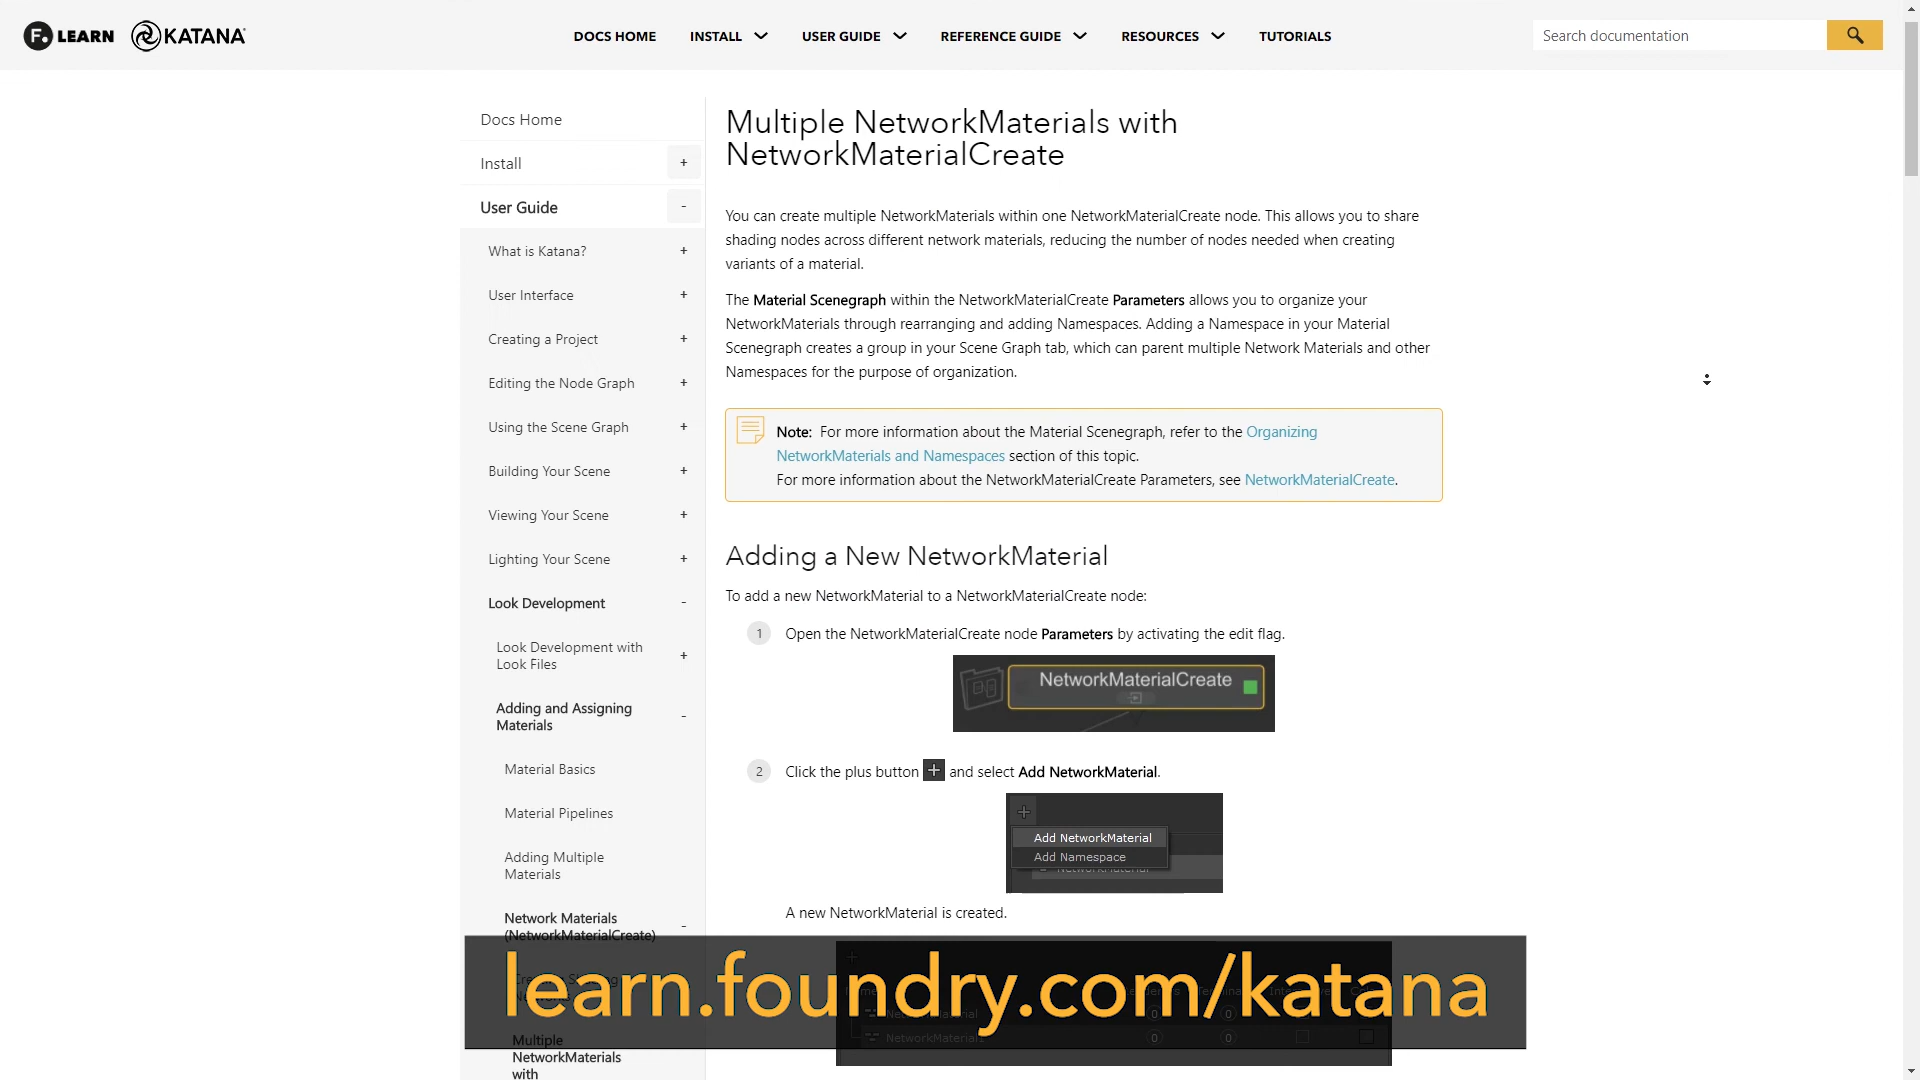 F. LEARN KATANA
DOCS HOME INSTALL USER GUIDE REFERENCE GUIDE RESOURCES TUTORIALS
Search documentation
Docs Home
Install +
User Guide -
What is Katana? +
User Interface +
Creating a Project +
Editing the Node Graph +
Using the Scene Graph +
Building Your Scene +
Viewing Your Scene +
Lighting Your Scene +
Look Development -
Look Development with
Look Files +
Adding and Assigning
Materials -
Material Basics
Material Pipelines
Adding Multiple
Materials
Network Materials
(NetworkMaterialCreate) -
Multiple
NetworkMaterials
with
Multiple NetworkMaterials with
NetworkMaterialCreate
You can create multiple NetworkMaterials within one NetworkMaterialCreate node. This allows you to share
shading nodes across different network materials, reducing the number of nodes needed when creating
variants of a material.
The Material Scenegraph within the NetworkMaterialCreate Parameters allows you to organize your
NetworkMaterials through rearranging and adding Namespaces. Adding a Namespace in your Material
Scenegraph creates a group in your Scene Graph tab, which can parent multiple Network Materials and other
Namespaces for the purpose of organization.
Note: For more information about the Material Scenegraph, refer to the Organizing
NetworkMaterials and Namespaces section of this topic.
For more information about the NetworkMaterialCreate Parameters, see NetworkMaterialCreate.
Adding a New NetworkMaterial
To add a new NetworkMaterial to a NetworkMaterialCreate node:
1 Open the NetworkMaterialCreate node Parameters by activating the edit flag.
NetworkMaterialCreate
2 Click the plus button + and select Add NetworkMaterial.
+
Add NetworkMaterial
Add Namespace
NetworkMaterial
A new NetworkMaterial is created.
learn.foundry.com/katana